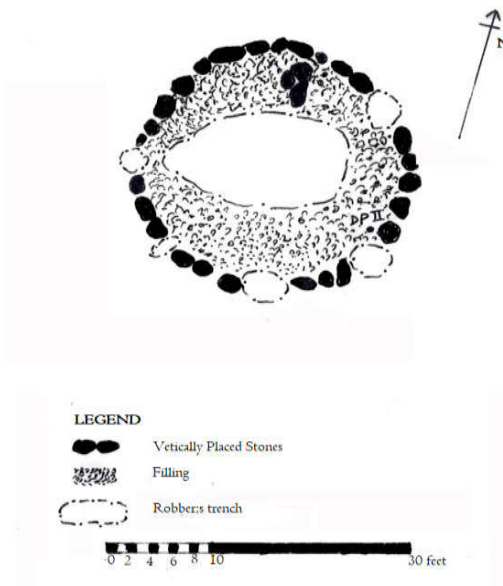 N
DP II
LEGEND
Vetically Placed Stones
Filling
Robber:s trench
0 2 4 6 8 10 30 feet